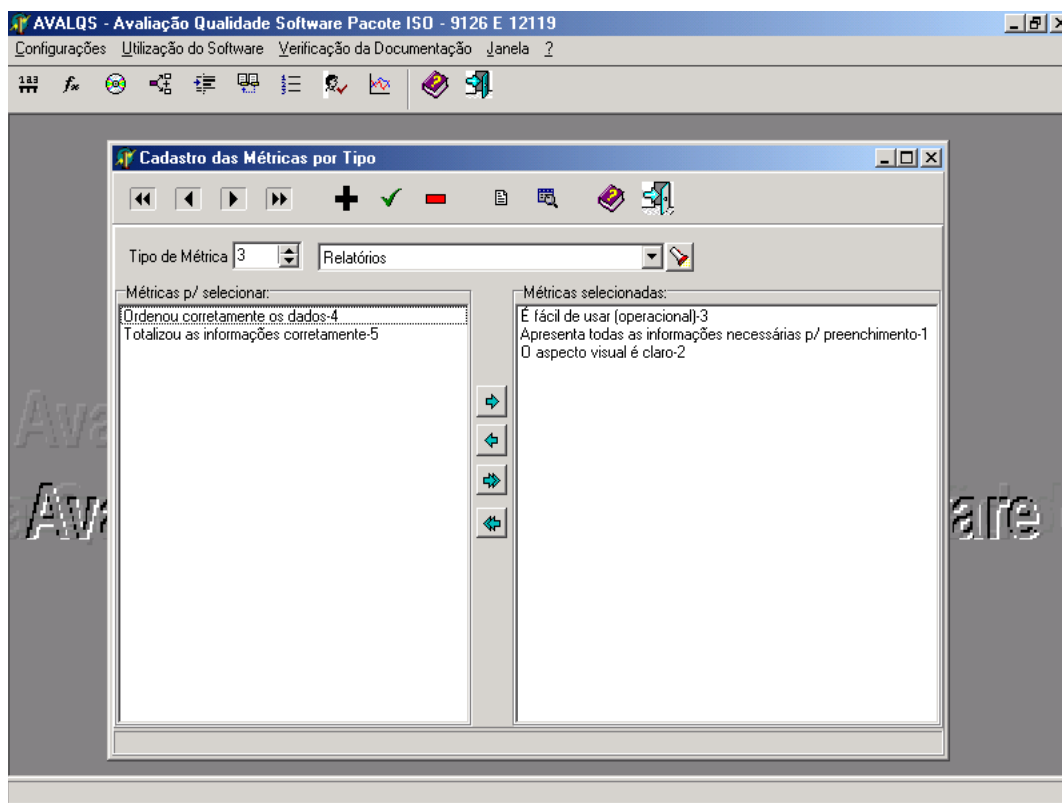 AVALQS - Avaliação Qualidade Software Pacote ISO - 9126 E 12119
Configurações Utilização do Software Verificação da Documentação Janela ?
123
fx
Cadastro das Métricas por Tipo
Tipo de Métrica 3 Relatórios
Métricas p/ selecionar:
Ordenou corretamente os dados-4
Totalizou as informações corretamente-5
Métricas selecionadas:
É fácil de usar (operacional)-3
Apresenta todas as informações necessárias p/ preenchimento-1
O aspecto visual é claro-2